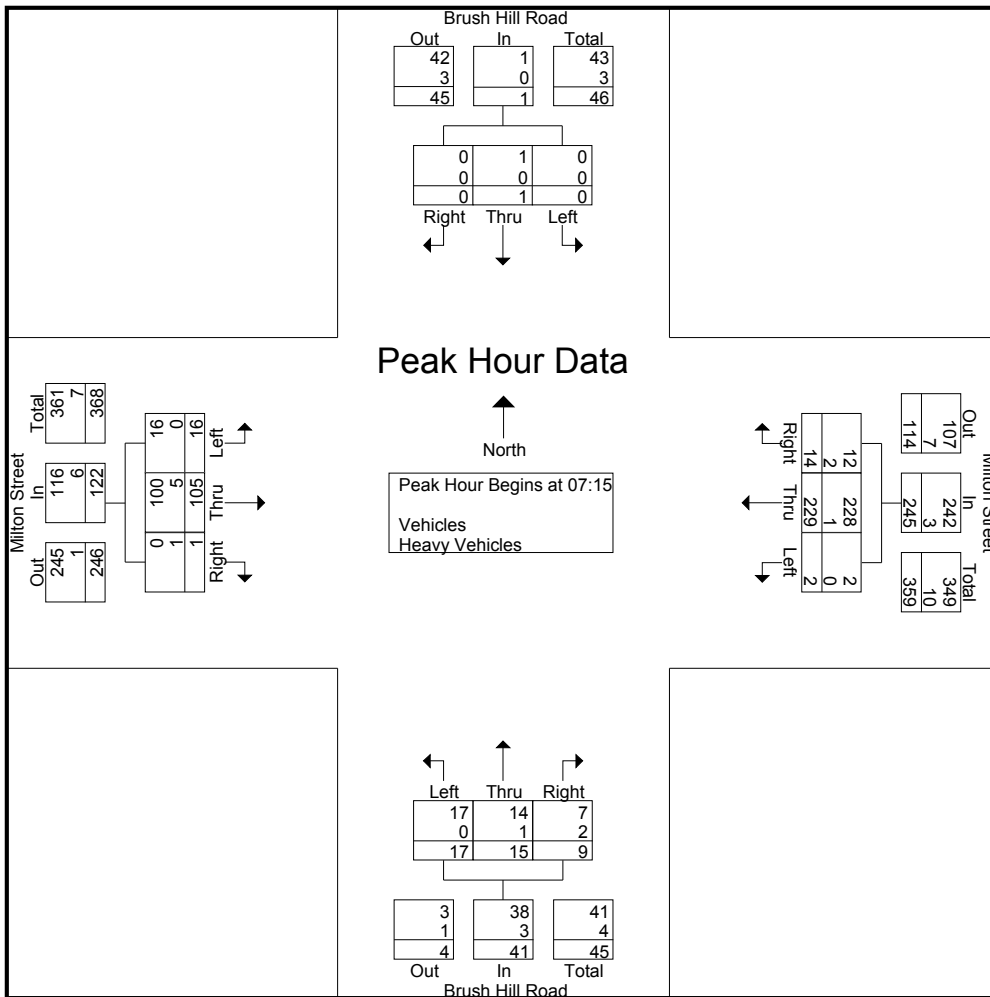 Brush Hill Road
Out In Total
42 1 43
3 0 3
45 1 46
0 1 0
0 0 0
0 1 0
Right Thru Left
Peak Hour Data
North
Peak Hour Begins at 07:15
Vehicles
Heavy Vehicles
Milton Street
Total In Out
361 116 245
7 6 1
368 122 246
16 100 0
0 5 1
16 105 1
Left Thru Right
Milton Street
Out In Total
107 242 349
7 3 10
114 245 359
12 228 2
2 1 0
14 229 2
Right Thru Left
Left Thru Right
17 14 7
0 1 2
17 15 9
3 38 41
1 3 4
4 41 45
Out In Total
Brush Hill Road